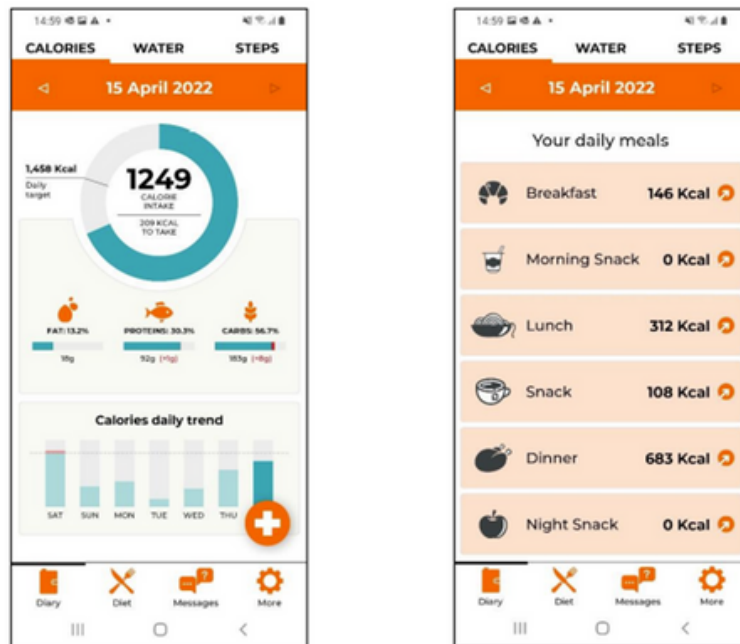 14:59
CALORIES WATER STEPS
15 April 2022
1,458 Kcal
Daily
target
1249
CALORIE
INTAKE
209 KCAL
TO TAKE
FAT: 13.2% PROTEINS: 30.3% CARBS: 56.7%
18g 92g (+1g) 183g (+8g)
Calories daily trend
SAT SUN MON TUE WED THU
Diary Diet Messages More
14:59
CALORIES WATER STEPS
15 April 2022
Your daily meals
Breakfast 146 Kcal
Morning Snack 0 Kcal
Lunch 312 Kcal
Snack 108 Kcal
Dinner 683 Kcal
Night Snack 0 Kcal
Diary Diet Messages More